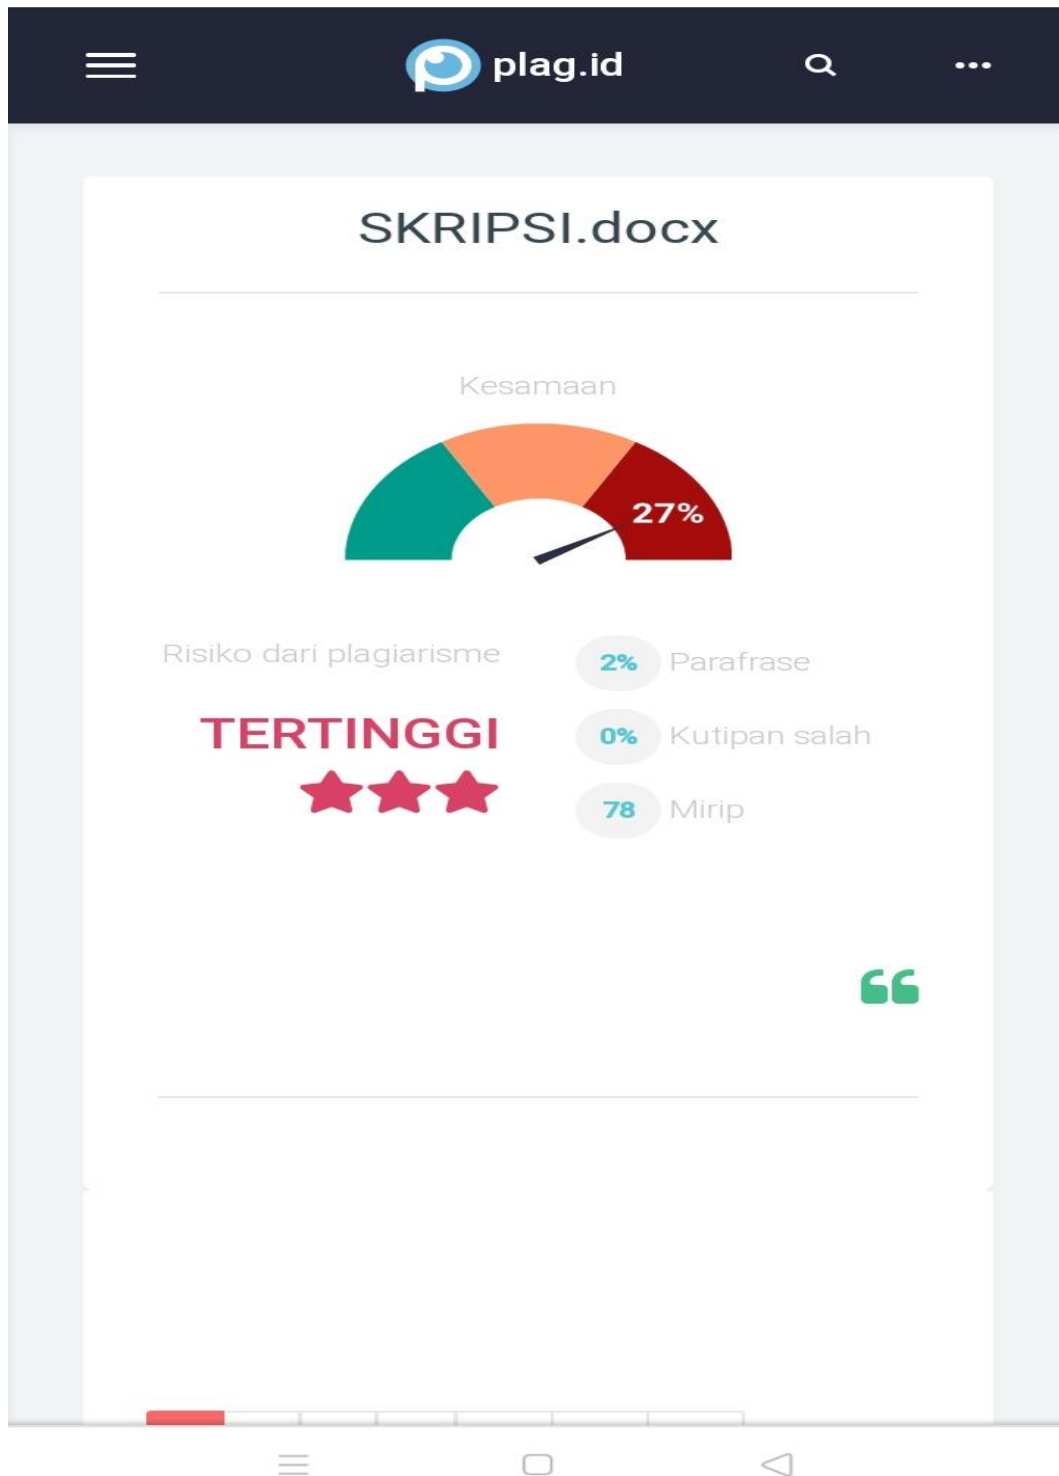 plag.id
SKRIPSI.docx
Kesamaan
27%
Risiko dari plagiarisme
TERTINGGI
2% Parafrase
0% Kutipan salah
78 Mirip